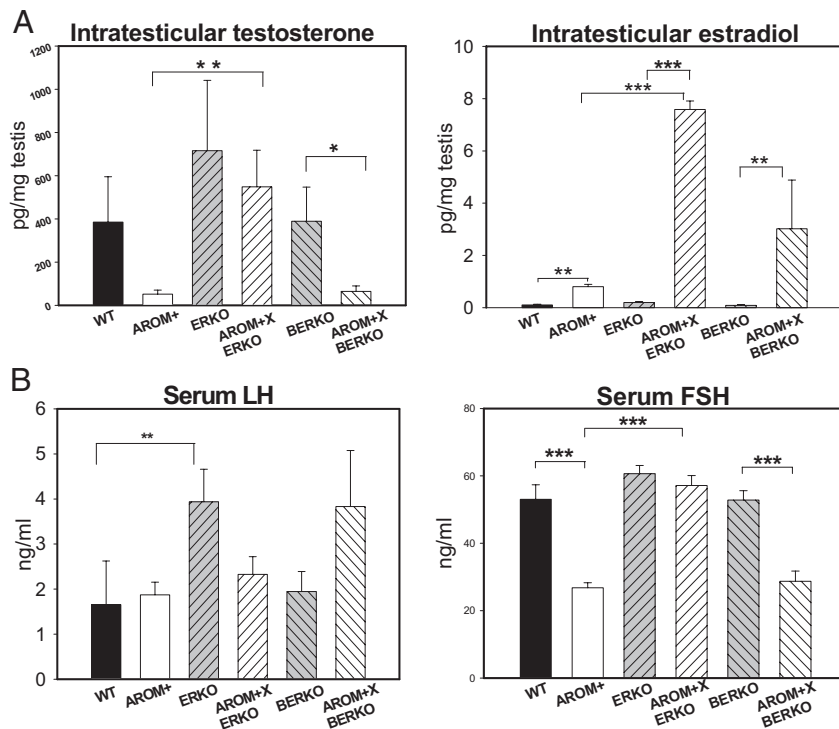 A
Intratesticular testosterone
1200
1000
800
600
400
200
0
pg/mg testis
* *
*
WT
AROM+
ERKO
AROM+X
ERKO
BERKO
AROM+X
BERKO
Intratesticular estradiol
10
8
6
4
2
0
pg/mg testis
***
***
**
**
WT
AROM+
ERKO
AROM+X
ERKO
BERKO
AROM+X
BERKO
B
Serum LH
6
5
4
3
2
1
0
ng/ml
**
WT
AROM+
ERKO
AROM+X
ERKO
BERKO
AROM+X
BERKO
Serum FSH
80
60
40
20
0
ng/ml
***
***
***
WT
AROM+
ERKO
AROM+X
ERKO
BERKO
AROM+X
BERKO